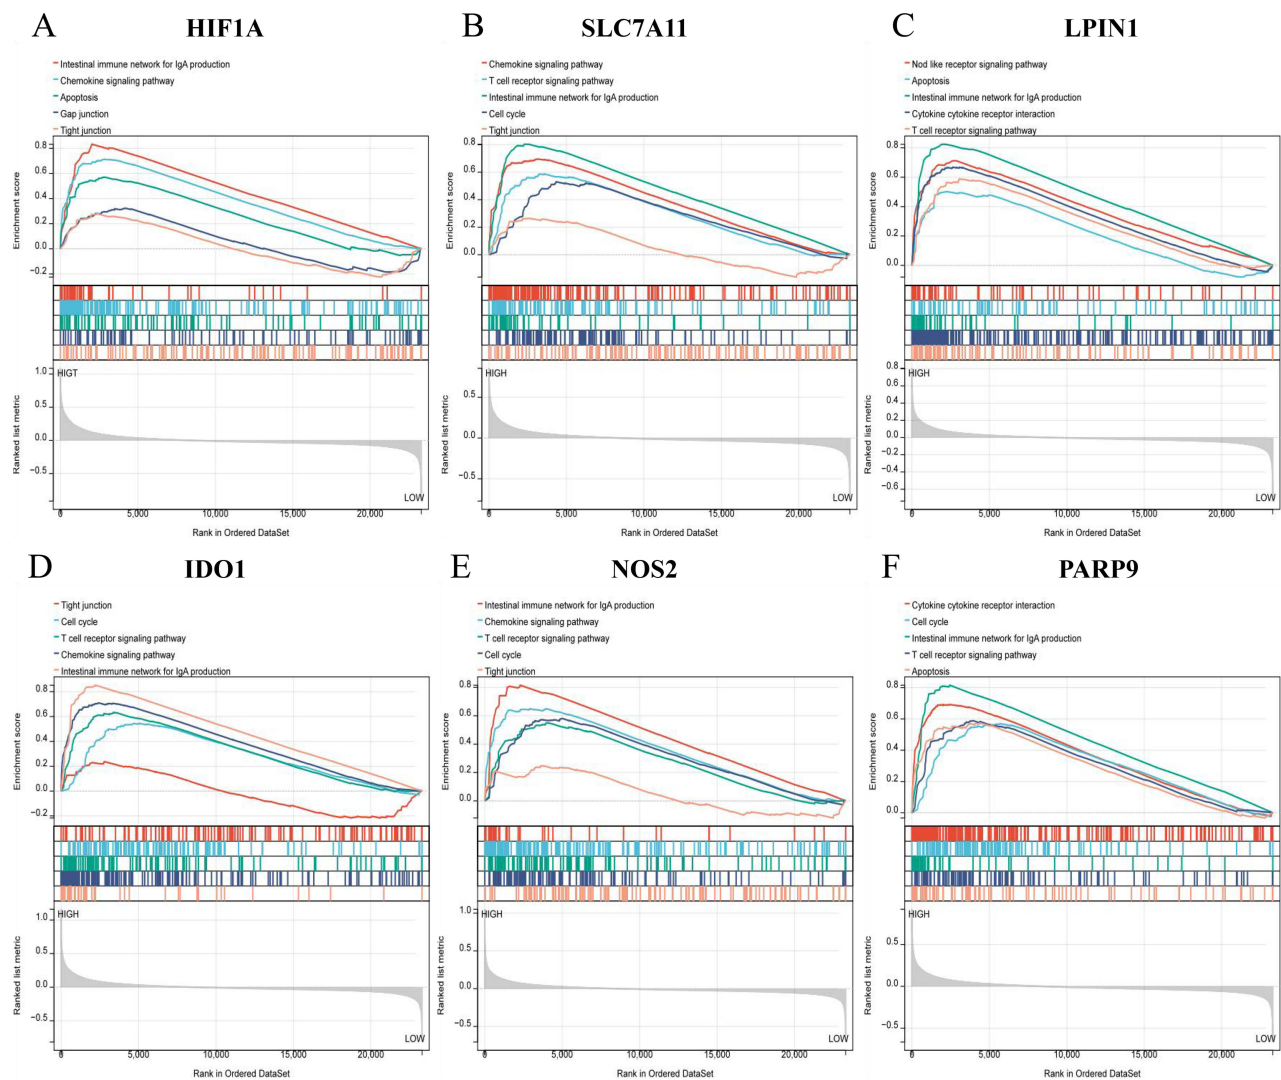 A HIF1A
Intestinal immune network for IgA production
Chemokine signaling pathway
Apoptosis
Gap junction
Tight junction
Enrichment score
0.8
0.6
0.4
0.2
0.0
−0.2
HIGT
Ranked list metric
1.0
0.5
0.0
−0.5
LOW
0 5,000 10,000 15,000 20,000
Rank in Ordered DataSet
B SLC7A11
Chemokine signaling pathway
T cell receptor signaling pathway
Intestinal immune network for IgA production
Cell cycle
Tight junction
Enrichment score
0.8
0.6
0.4
0.2
0.0
HIGH
Ranked list metric
0.5
0.0
−0.5
LOW
0 5,000 10,000 15,000 20,000
Rank in Ordered DataSet
C LPIN1
Nod like receptor signaling pathway
Apoptosis
Intestinal immune network for IgA production
Cytokine cytokine receptor interaction
T cell receptor signaling pathway
Enrichment score
0.8
0.6
0.4
0.2
0.0
HIGH
Ranked list metric
0.8
0.6
0.4
0.2
0.0
−0.2
−0.4
−0.6
LOW
0 5,000 10,000 15,000 20,000
Rank in Ordered DataSet
D IDO1
Tight junction
Cell cycle
T cell receptor signaling pathway
Chemokine signaling pathway
Intestinal immune network for IgA production
Enrichment score
0.8
0.6
0.4
0.2
0.0
−0.2
HIGH
Ranked list metric
1.0
0.5
0.0
−0.5
LOW
0 5,000 10,000 15,000 20,000
Rank in Ordered DataSet
E NOS2
Intestinal immune network for IgA production
Chemokine signaling pathway
T cell receptor signaling pathway
Cell cycle
Tight junction
Enrichment score
0.8
0.6
0.4
0.2
0.0
HIGH
Ranked list metric
1.0
0.5
0.0
−0.5
LOW
0 5,000 10,000 15,000 20,000
Rank in Ordered DataSet
F PARP9
Cytokine cytokine receptor interaction
Cell cycle
Intestinal immune network for IgA production
T cell receptor signaling pathway
Apoptosis
Enrichment score
0.8
0.6
0.4
0.2
0.0
HIGH
Ranked list metric
0.5
0.0
−0.5
LOW
0 5,000 10,000 15,000 20,000
Rank in Ordered DataSet